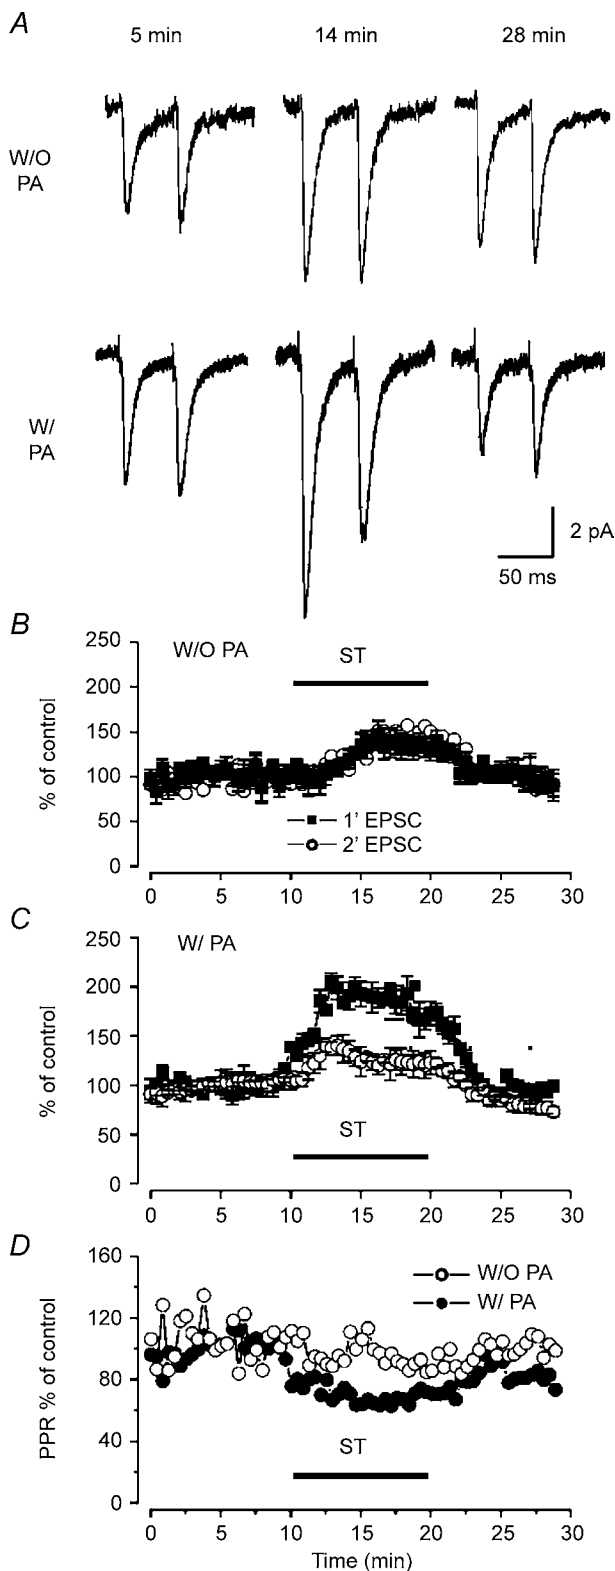 A
5 min 14 min 28 min
W/O
PA
W/
PA
2 pA
50 ms
B
250
W/O PA
ST
200
150
100
50
0
% of control
1' EPSC
2' EPSC
0 5 10 15 20 25 30
C
250
W/ PA
200
150
100
50
0
% of control
ST
0 5 10 15 20 25 30
D
160
W/O PA
W/ PA
120
80
40
0
PPR % of control
ST
0 5 10 15 20 25 30
Time (min)